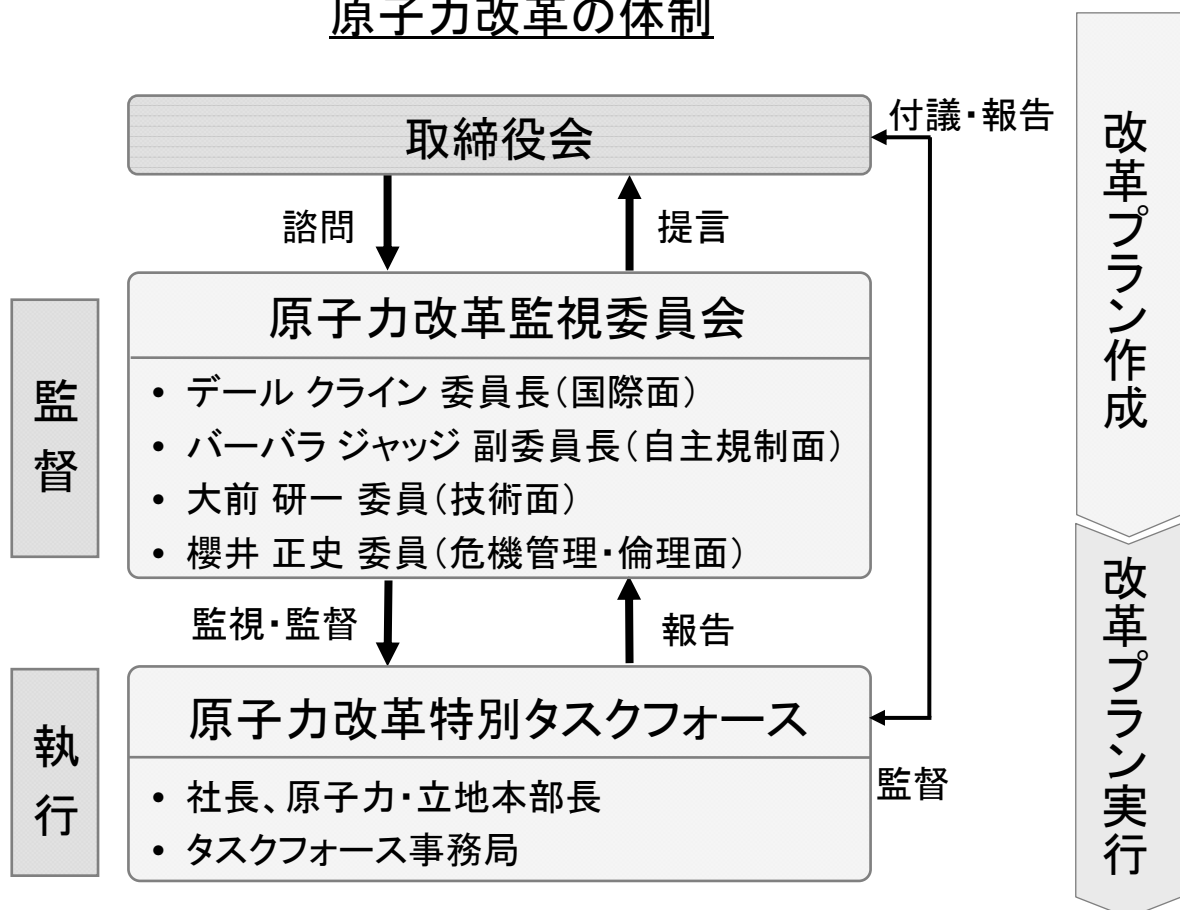 原子力改革の体制
取締役会
付議・報告
諮問
提言
監督
原子力改革監視委員会
• デール クライン 委員長(国際面)
• バーバラ ジャッジ 副委員長(自主規制面)
• 大前 研一 委員(技術面)
• 櫻井 正史 委員(危機管理・倫理面)
監視・監督
報告
執行
原子力改革特別タスクフォース
• 社長、原子力・立地本部長
• タスクフォース事務局
監督
改革プラン作成
改革プラン実行